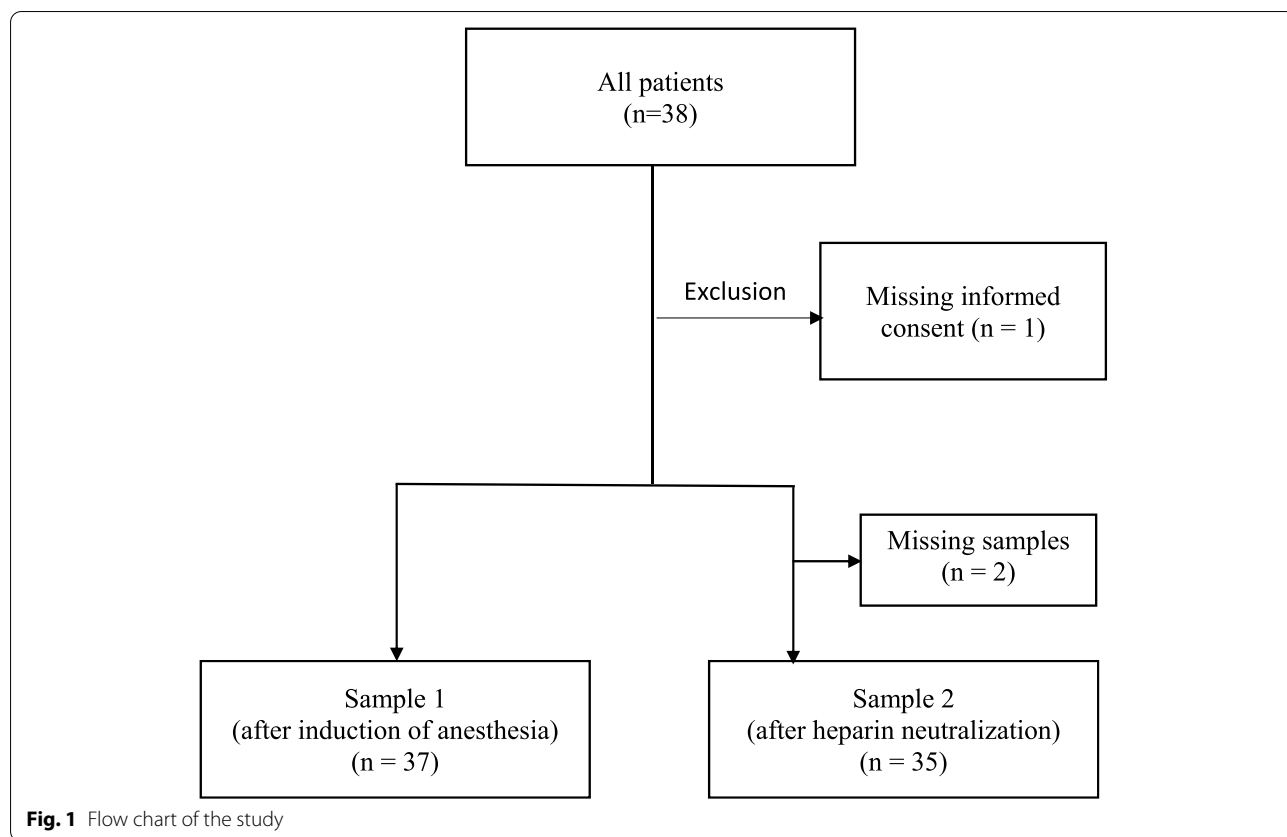 All patients
(n=38)
Exclusion
Missing informed
consent (n = 1)
Missing samples
(n = 2)
Sample 1
(after induction of anesthesia)
(n = 37)
Sample 2
(after heparin neutralization)
(n = 35)
Fig. 1 Flow chart of the study